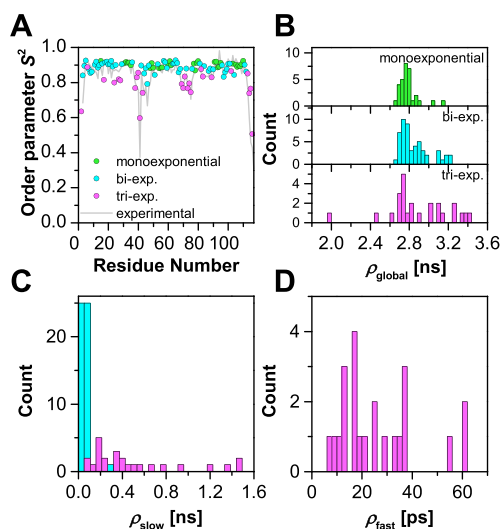 A
B
Order parameter S²
1.0
0.8
0.6
0.4
0.2
0.0
monoexponential
bi-exp.
tri-exp.
experimental
0 20 40 60 80 100
Residue Number
Count
10
5
0
monoexponential
10
5
0
bi-exp.
4
2
0
tri-exp.
2.0 2.4 2.8 3.2 3.6
ρglobal [ns]
C
D
Count
20
10
0
0.0 0.4 0.8 1.2 1.6
ρslow [ns]
Count
4
2
0
0 20 40 60
ρfast [ps]